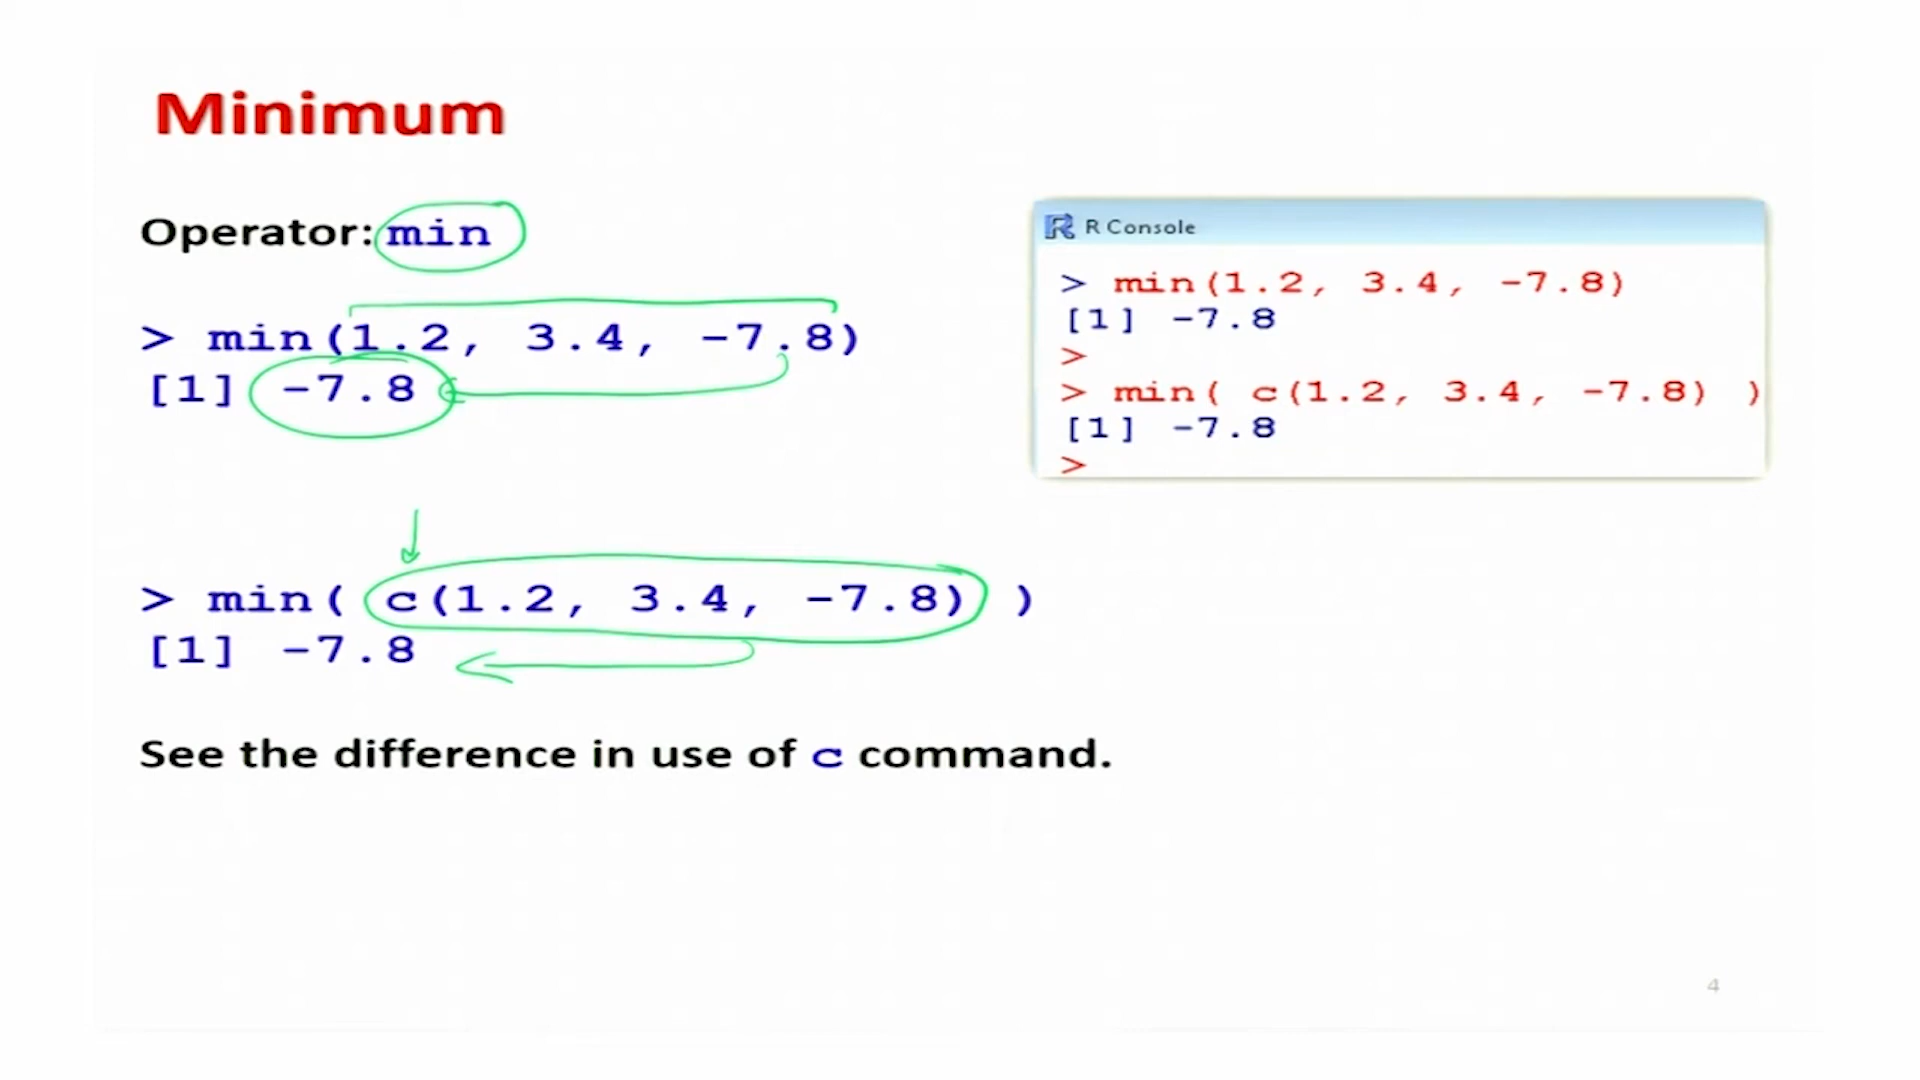 Minimum
Operator: min
> min(1.2, 3.4, -7.8)
[1] -7.8
> min( c(1.2, 3.4, -7.8) )
[1] -7.8
See the difference in use of c command.
R Console
> min(1.2, 3.4, -7.8)
[1] -7.8
>
> min( c(1.2, 3.4, -7.8) )
[1] -7.8
>
4